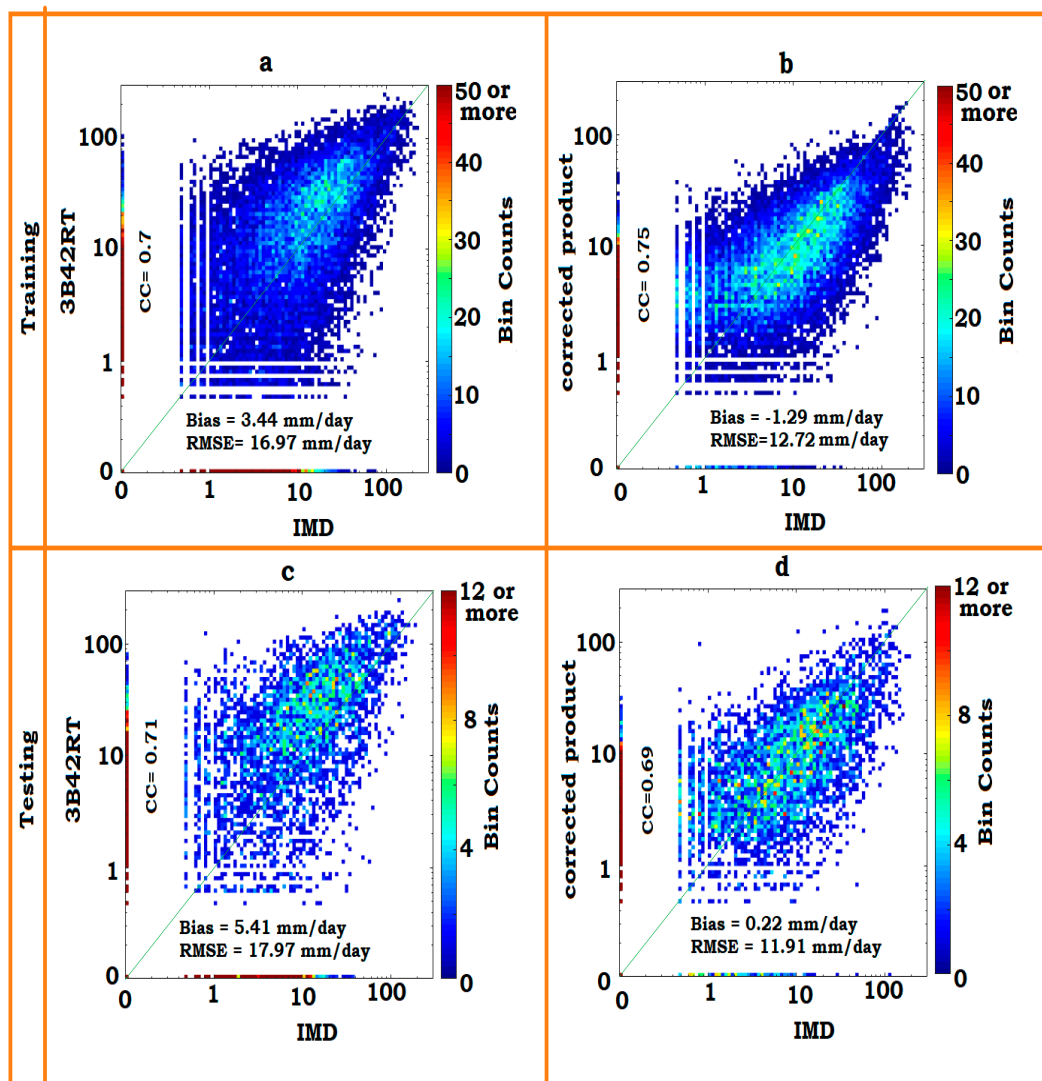 a
b
Training
3B42RT
100
10
1
0
CC= 0.7
Bias = 3.44 mm/day
RMSE= 16.97 mm/day
0
1
10
100
IMD
50 or
more
40
30
20
10
0
Bin Counts
corrected product
100
10
1
0
CC= 0.75
Bias = -1.29 mm/day
RMSE=12.72 mm/day
0
1
10
100
IMD
50 or
more
40
30
20
10
0
Bin Counts
c
d
Testing
3B42RT
100
10
1
0
CC= 0.71
Bias = 5.41 mm/day
RMSE = 17.97 mm/day
0
1
10
100
IMD
12 or
more
8
4
0
Bin Counts
corrected product
100
10
1
0
CC=0.69
Bias = 0.22 mm/day
RMSE = 11.91 mm/day
0
1
10
100
IMD
12 or
more
8
4
0
Bin Counts